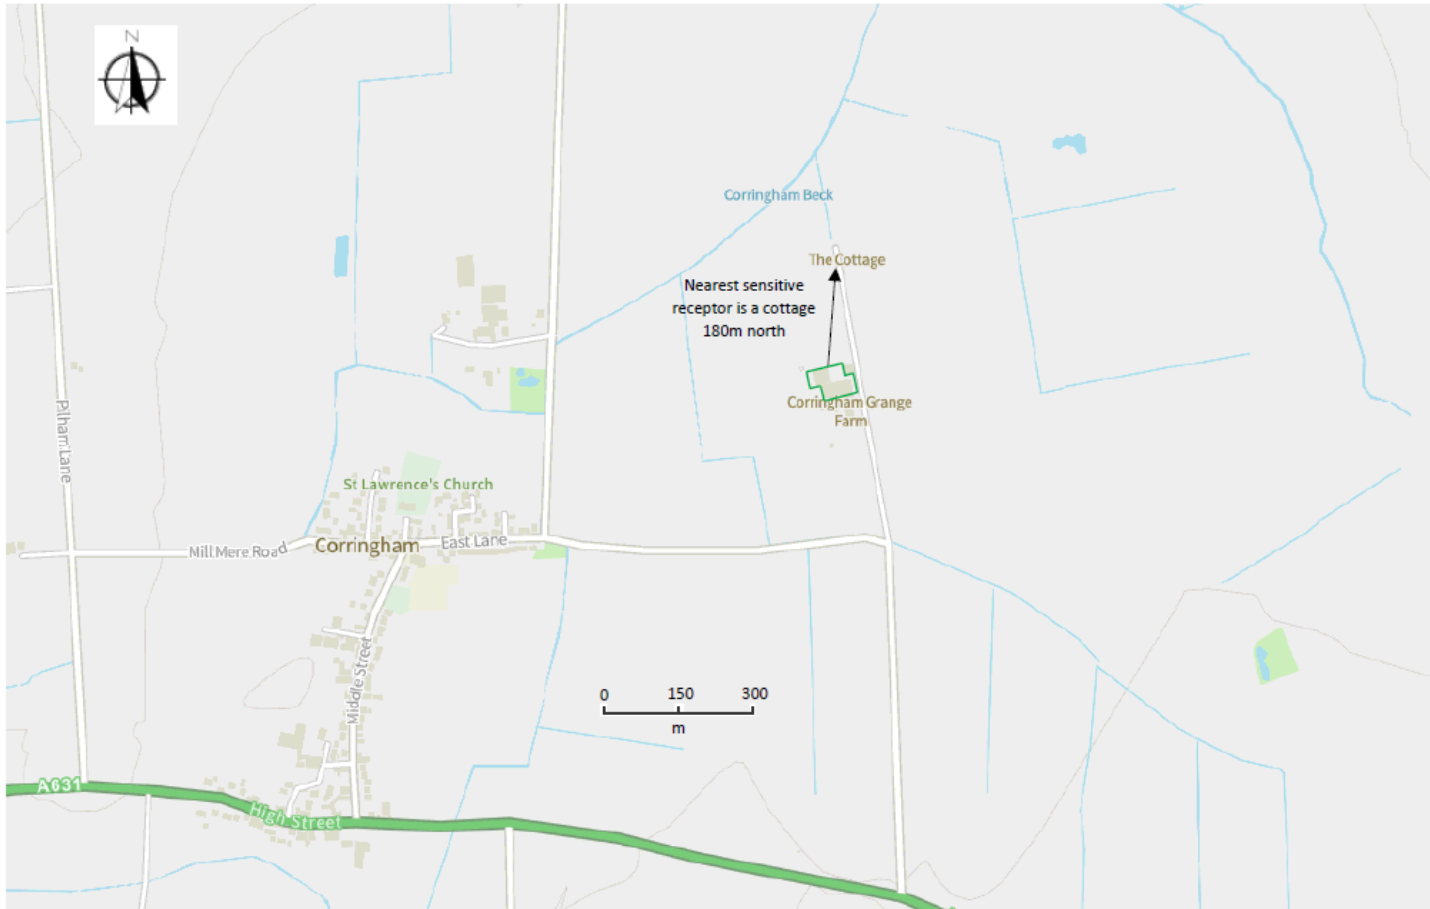 N
Corringham Beck
The Cottage
Nearest sensitive
receptor is a cottage
180m north
Corringham Grange
Farm
Pilham Lane
St Lawrence's Church
Mill Mere Road
Corringham
East Lane
Middle Street
0 150 300
m
A631
High Street